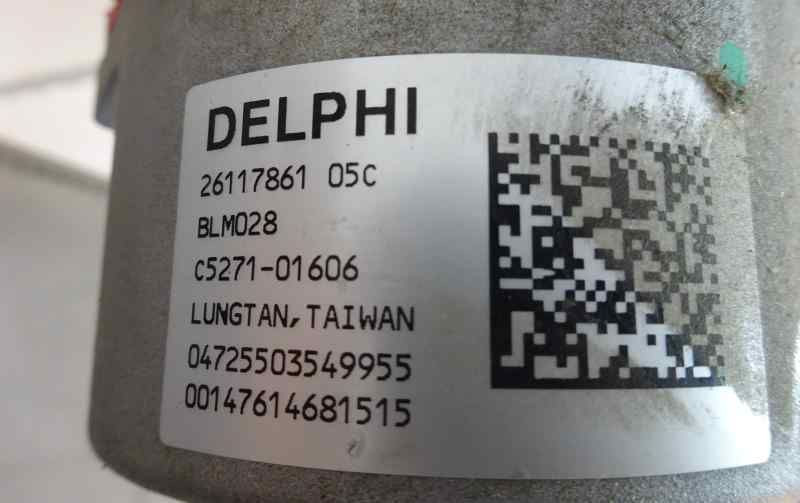 DELPHI
26117861 05C
BLM028
C5271-01606
LUNGTAN, TAIWAN
04725503549955
00147614681515